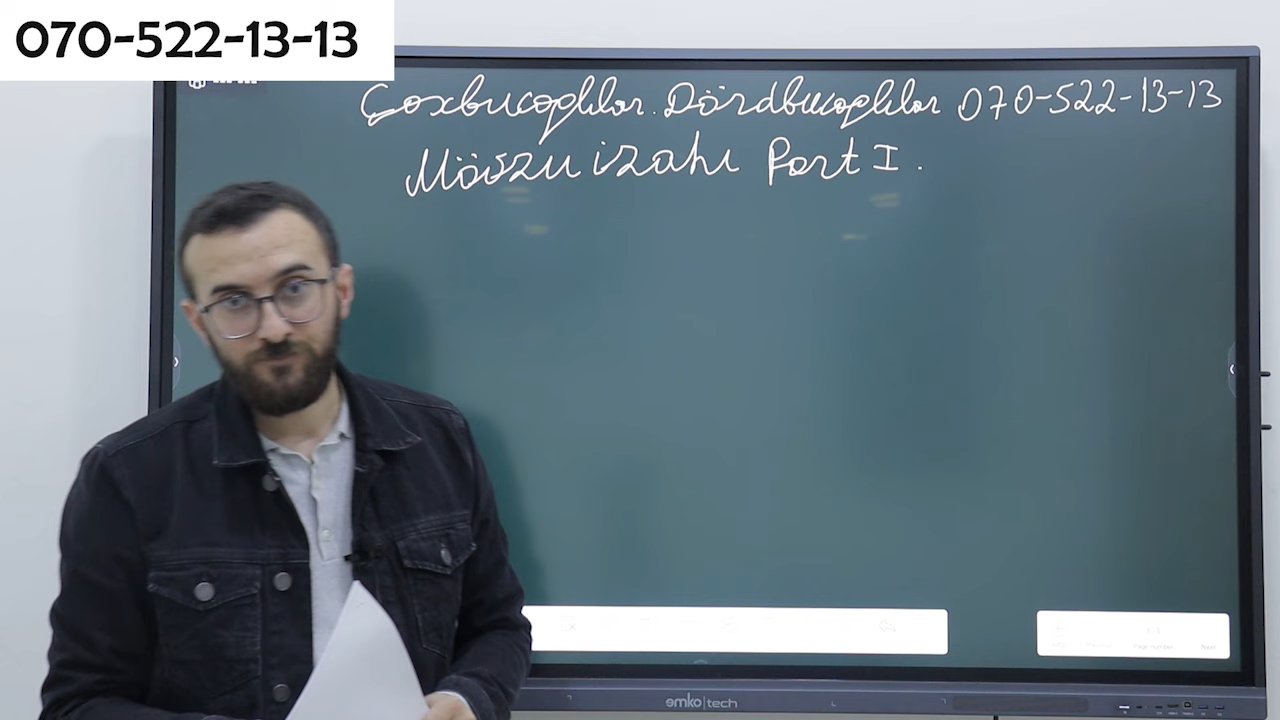 070-522-13-13
Çoxbucaqlılar. Dördbucaqlılar 070-522-13-13
Mövzu izahı Part I.
emko|tech